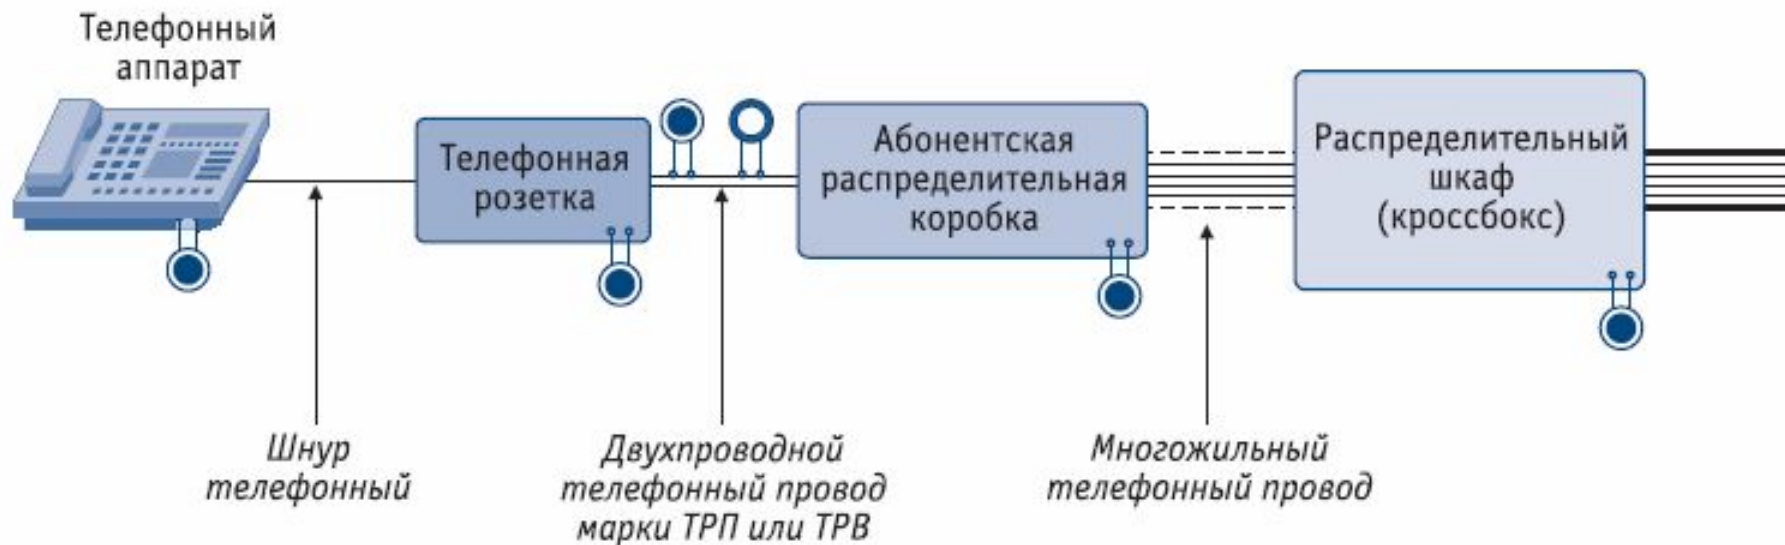 Телефонный
аппарат
Телефонная
розетка
Абонентская
распределительная
коробка
Распределительный
шкаф
(кроссбокс)
Шнур
телефонный
Двухпроводной
телефонный провод
марки ТРП или ТРВ
Многожильный
телефонный провод